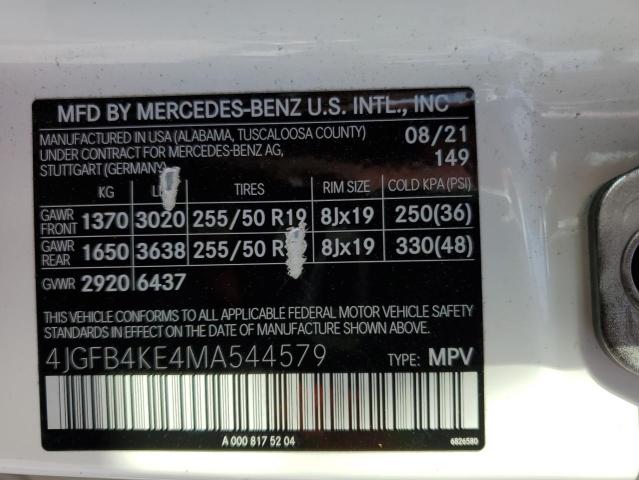 MFD BY MERCEDES-BENZ U.S. INTL., INC
MANUFACTURED IN USA (ALABAMA, TUSCALOOSA COUNTY) 08/21
UNDER CONTRACT FOR MERCEDES-BENZ AG, 149
STUTTGART (GERMANY)
KG TIRES RIM SIZE COLD KPA (PSI)
GAWR FRONT 1370 3020 255/50 R19 8Jx19 250(36)
GAWR REAR 1650 3638 255/50 8Jx19 330(48)
GVWR 2920 6437
THIS VEHICLE CONFORMS TO ALL APPLICABLE FEDERAL MOTOR VEHICLE SAFETY
STANDARDS IN EFFECT ON THE DATE OF MANUFACTURE SHOWN ABOVE.
4JGFB4KE4MA544579 TYPE: MPV
A 000 817 52 04 6826580